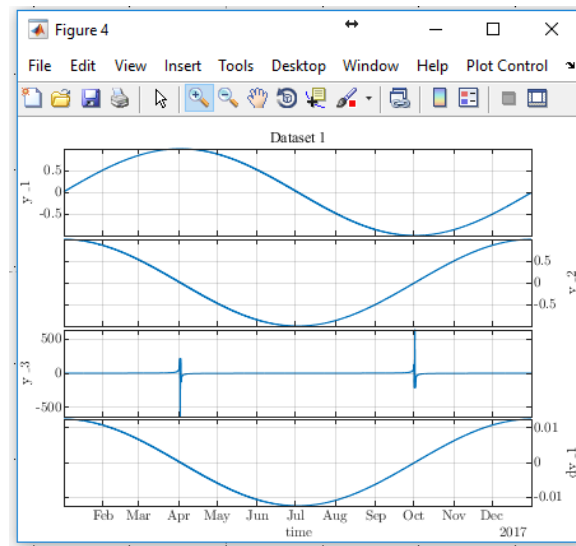 Figure 4
File Edit View Insert Tools Desktop Window Help Plot Control
Dataset 1
0.5
0
-0.5
y_1
0.5
0
-0.5
y_2
500
0
-500
y_3
0.01
0
-0.01
dy_1
Feb Mar Apr May Jun Jul Aug Sep Oct Nov Dec
time 2017